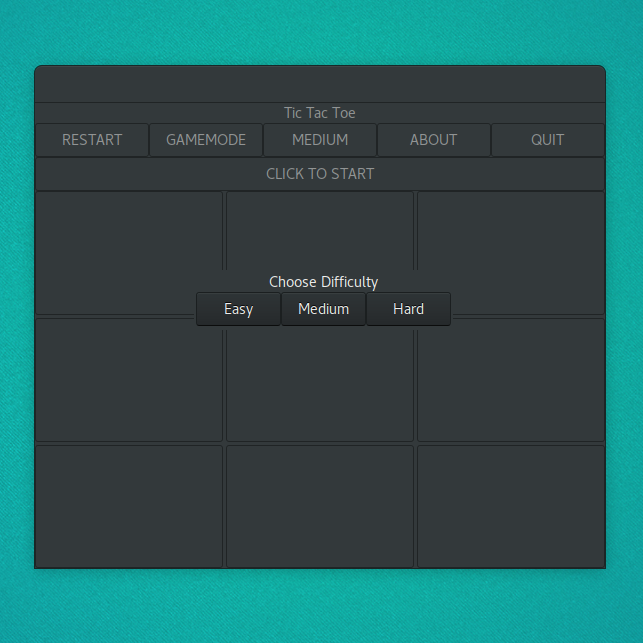 Tic Tac Toe
RESTART GAMEMODE MEDIUM ABOUT QUIT
CLICK TO START
Choose Difficulty
Easy Medium Hard